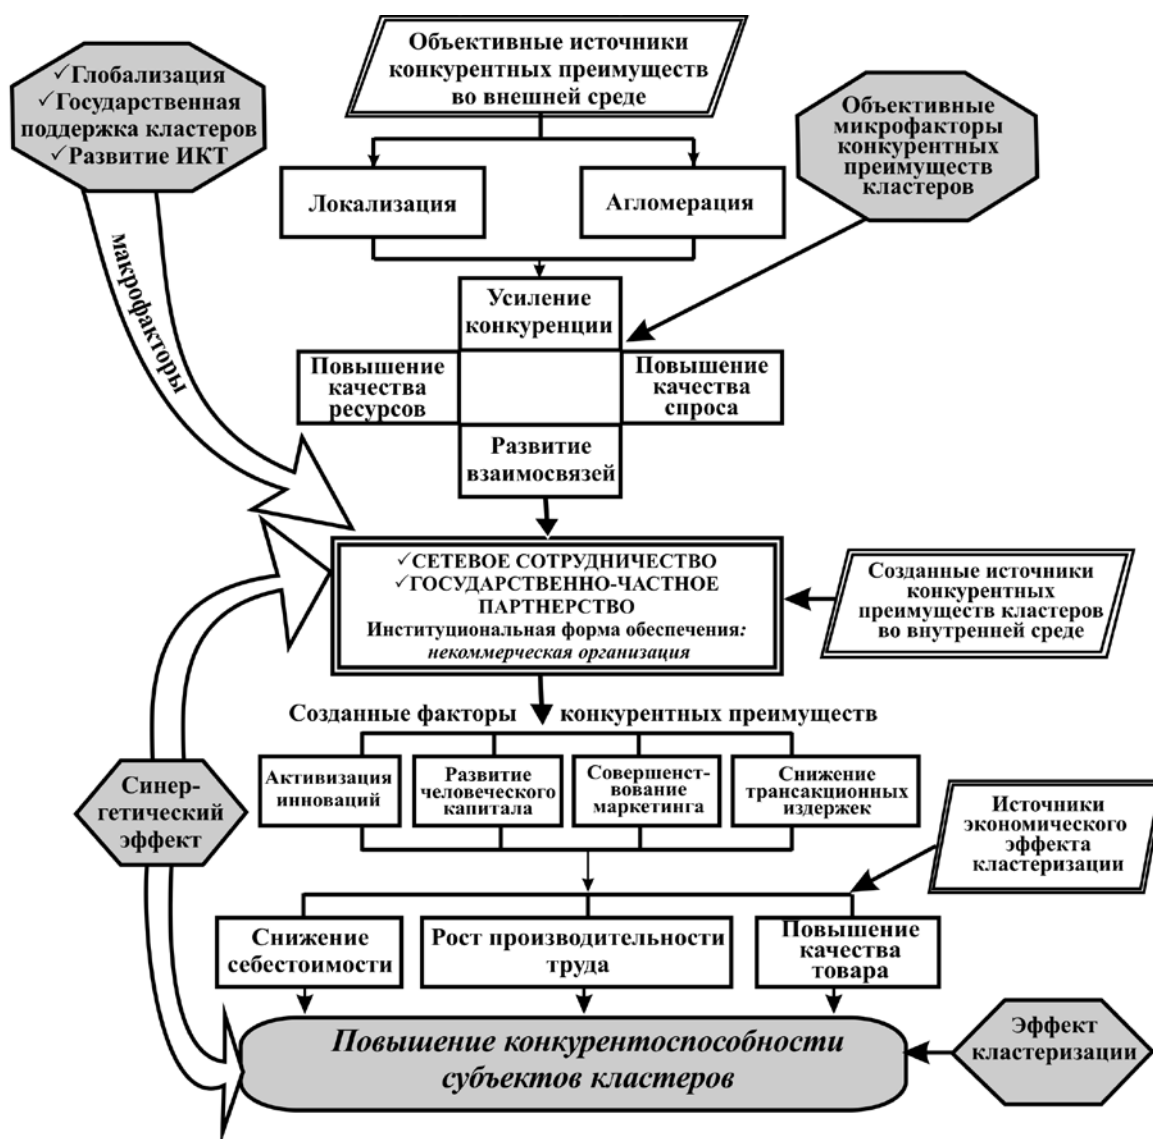 Объективные источники
конкурентных преимуществ
во внешней среде
✓Глобализация
✓Государственная
поддержка кластеров
✓Развитие ИКТ
Объективные
микрофакторы
конкурентных
преимуществ
кластеров
Локализация
Агломерация
макрофакторы
Усиление
конкуренции
Повышение
качества
ресурсов
Повышение
качества
спроса
Развитие
взаимосвязей
✓СЕТЕВОЕ СОТРУДНИЧЕСТВО
✓ГОСУДАРСТВЕННО-ЧАСТНОЕ
ПАРТНЕРСТВО
Институциональная форма обеспечения:
некоммерческая организация
Созданные источники
конкурентных
преимуществ кластеров
во внутренней среде
Созданные факторы конкурентных преимуществ
Активизация
инноваций
Развитие
человеческого
капитала
Совершенст-
вование
маркетинга
Снижение
трансакционных
издержек
Синер-
гетический
эффект
Источники
экономического
эффекта
кластеризации
Снижение
себестоимости
Рост производительности
труда
Повышение
качества
товара
Повышение конкурентоспособности
субъектов кластеров
Эффект
кластеризации